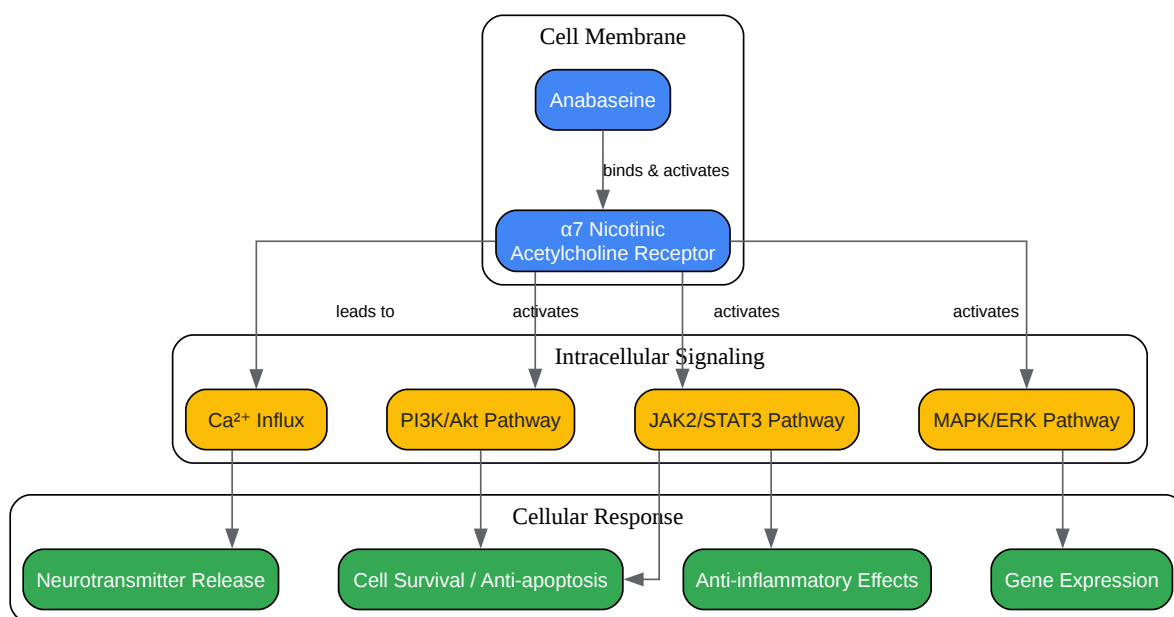 Cell Membrane
Anabaseine
binds & activates
α7 Nicotinic
Acetylcholine Receptor
leads to
activates
activates
activates
Intracellular Signaling
Ca²⁺ Influx
PI3K/Akt Pathway
JAK2/STAT3 Pathway
MAPK/ERK Pathway
Cellular Response
Neurotransmitter Release
Cell Survival / Anti-apoptosis
Anti-inflammatory Effects
Gene Expression